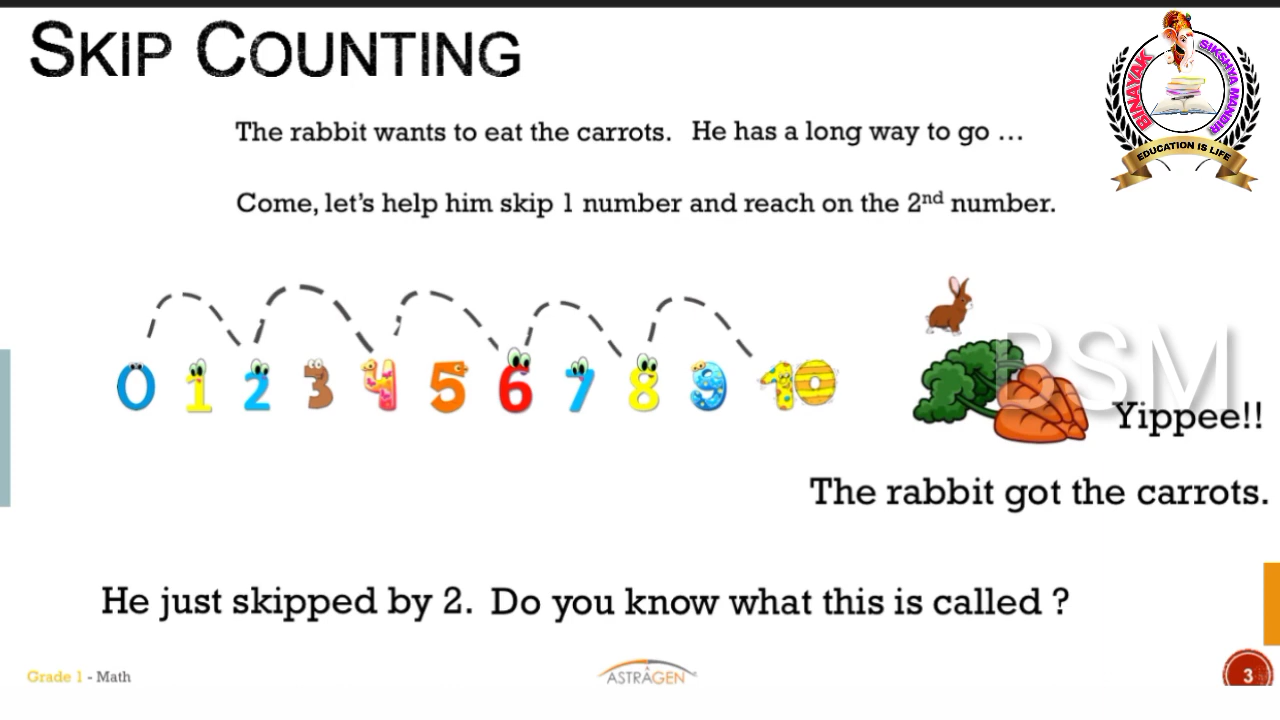 SKIP COUNTING
BINAYAK SIKSHYA MANDIR
EDUCATION IS LIFE
The rabbit wants to eat the carrots. He has a long way to go ...
Come, let's help him skip 1 number and reach on the 2nd number.
0 1 2 3 4 5 6 7 8 9 10
BSM
Yippee!!
The rabbit got the carrots.
He just skipped by 2. Do you know what this is called ?
Grade 1 - Math
ASTRAGEN
3